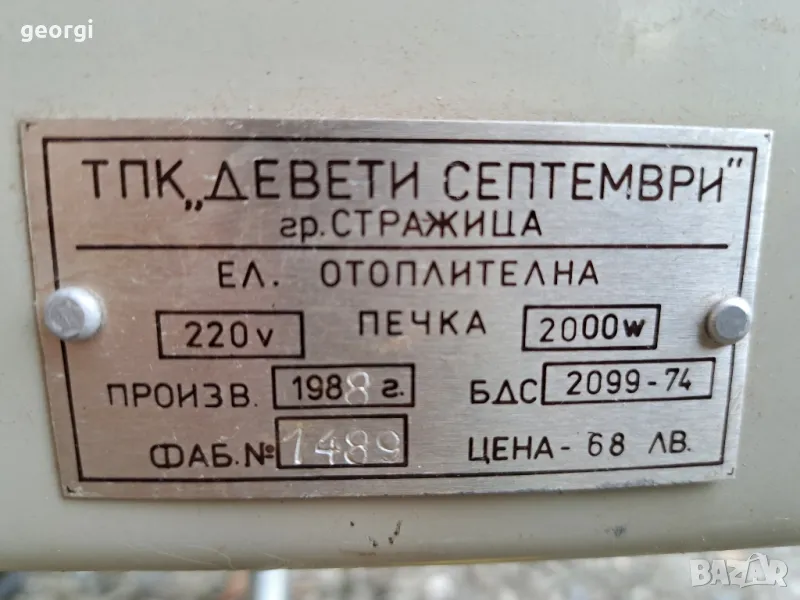 georgi
ТПК „ДЕВЕТИ СЕПТЕМВРИ"
гр. СТРАЖИЦА
ЕЛ. ОТОПЛИТЕЛНА
220v ПЕЧКА 2000w
ПРОИЗВ. 1988 г. БДС 2099-74
ФАБ.№ 1489 ЦЕНА - 68 ЛВ.
BAZAR